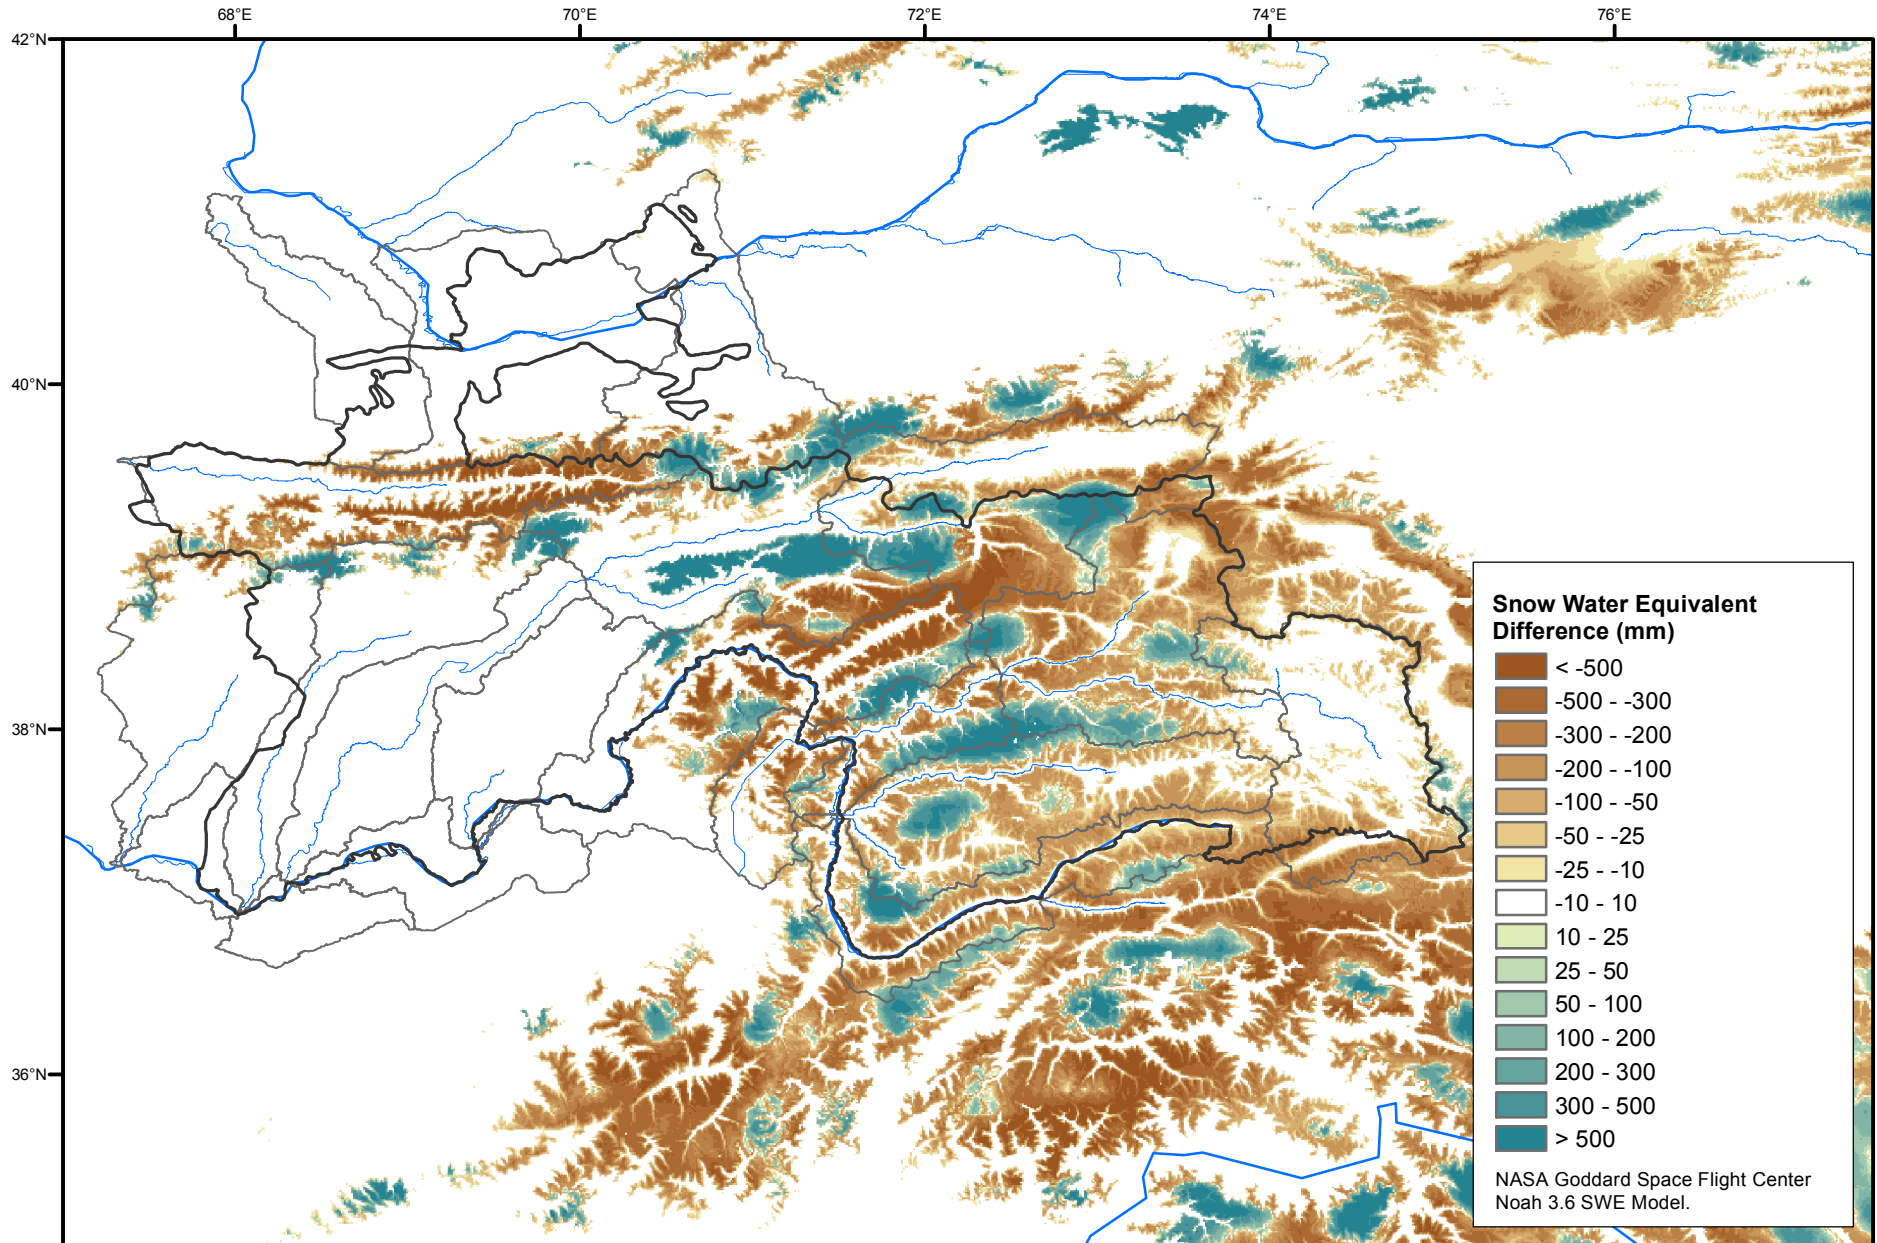 68°E
70°E
72°E
74°E
76°E
42°N
40°N
38°N
36°N
Snow Water Equivalent
Difference (mm)
< -500
-500 - -300
-300 - -200
-200 - -100
-100 - -50
-50 - -25
-25 - -10
-10 - 10
10 - 25
25 - 50
50 - 100
100 - 200
200 - 300
300 - 500
> 500
NASA Goddard Space Flight Center
Noah 3.6 SWE Model.